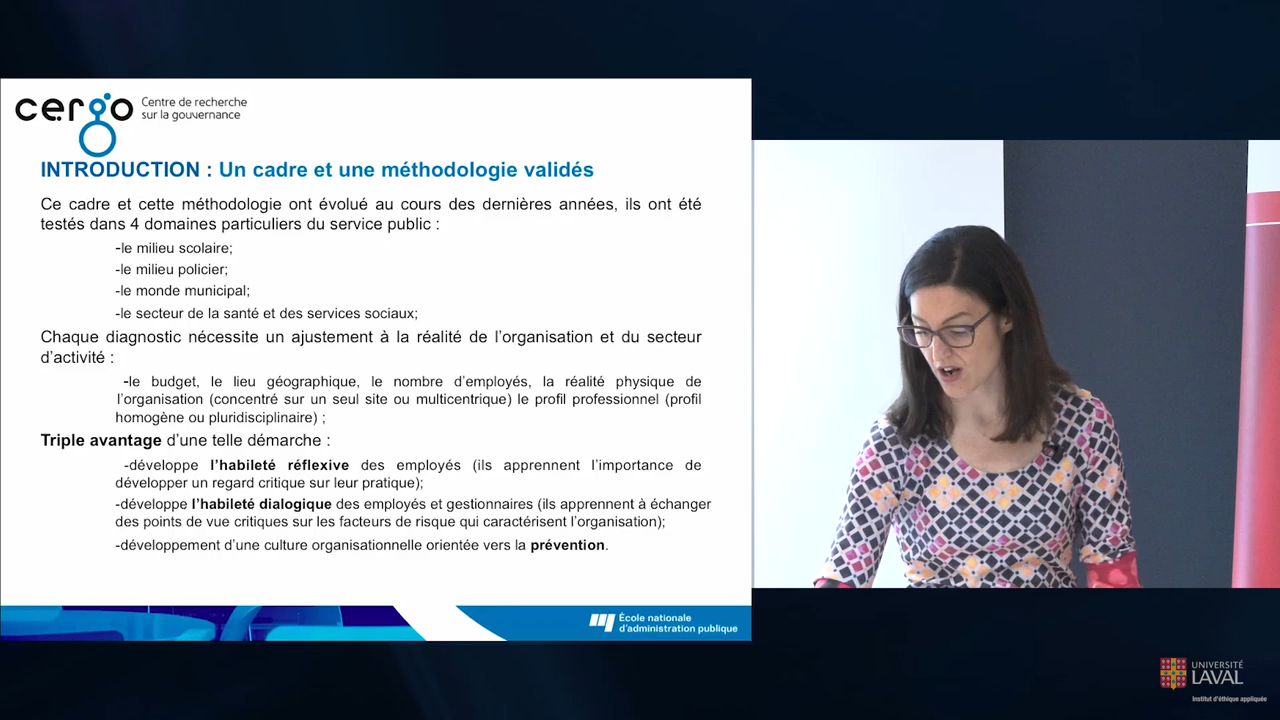 cergo
Centre de recherche
sur la gouvernance
INTRODUCTION : Un cadre et une méthodologie validés
Ce cadre et cette méthodologie ont évolué au cours des dernières années, ils ont été
testés dans 4 domaines particuliers du service public :
-le milieu scolaire;
-le milieu policier;
-le monde municipal;
-le secteur de la santé et des services sociaux;
Chaque diagnostic nécessite un ajustement à la réalité de l'organisation et du secteur
d'activité :
-le budget, le lieu géographique, le nombre d'employés, la réalité physique de
l'organisation (concentré sur un seul site ou multicentrique) le profil professionnel (profil
homogène ou pluridisciplinaire) ;
Triple avantage d'une telle démarche :
-développe l'habileté réflexive des employés (ils apprennent l'importance de
développer un regard critique sur leur pratique);
-développe l'habileté dialogique des employés et gestionnaires (ils apprennent à échanger
des points de vue critiques sur les facteurs de risque qui caractérisent l'organisation);
-développement d'une culture organisationnelle orientée vers la prévention.
École nationale
d'administration publique
UNIVERSITÉ
LAVAL
Institut d'éthique appliquée